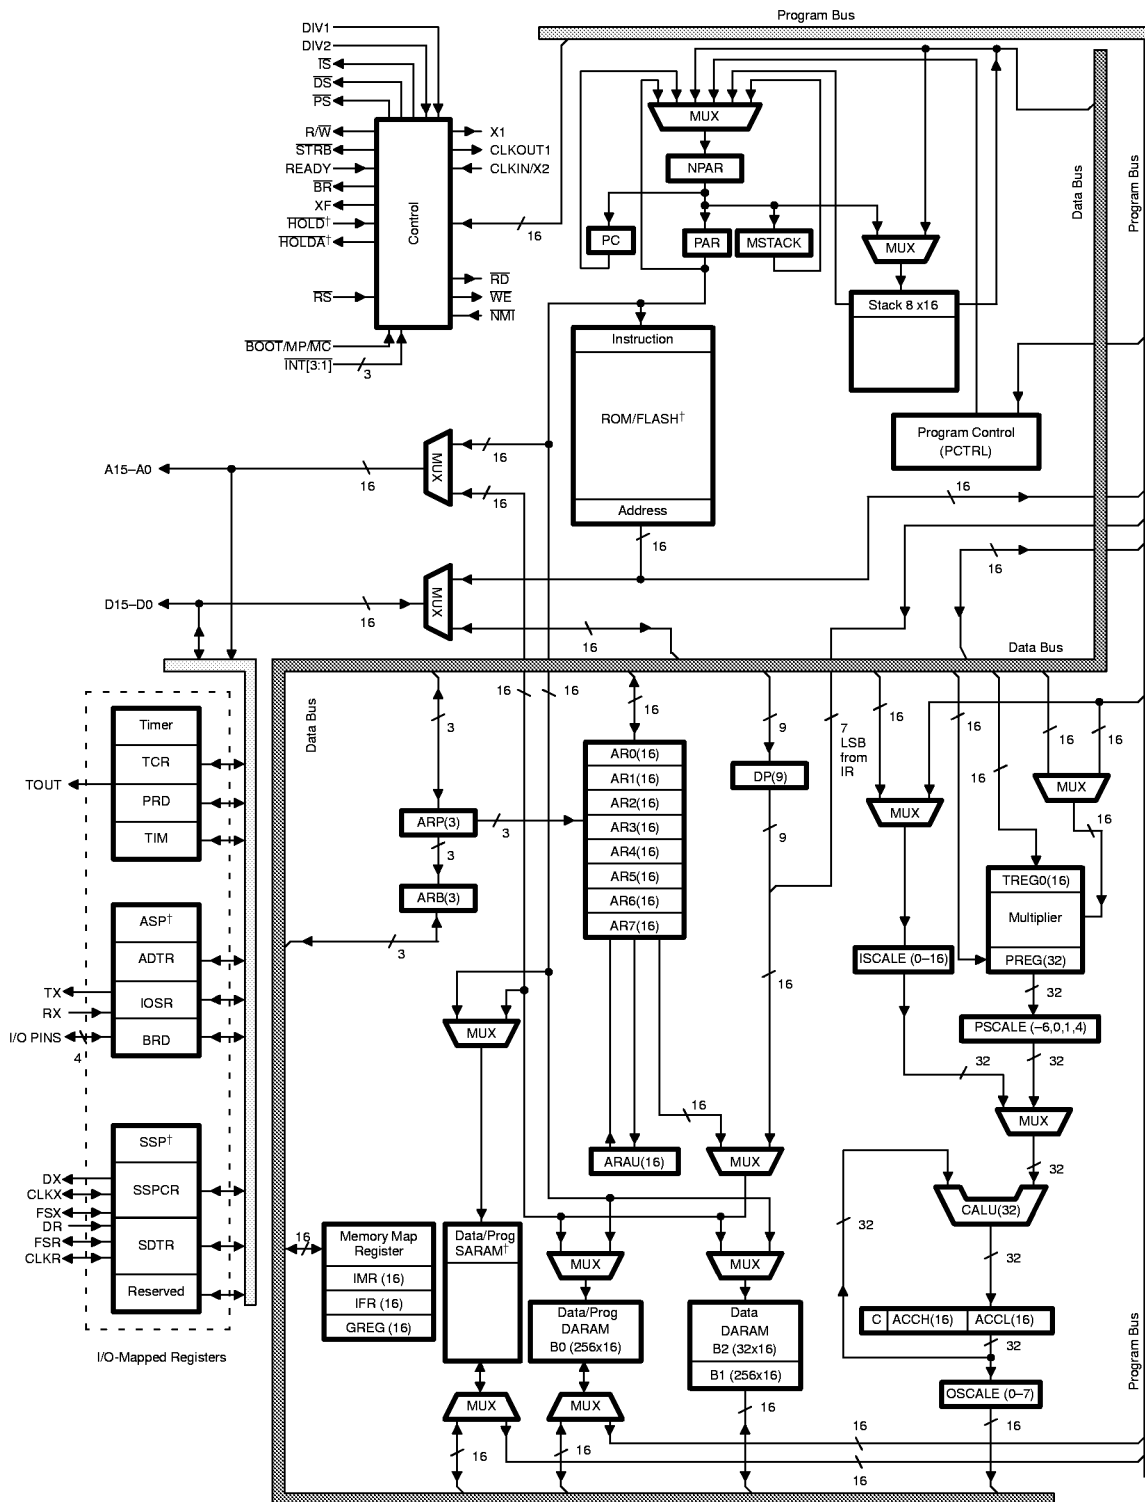 Program Bus
DIV1
DIV2
IS
DS
PS
R/W
STRB
READY
BR
XF
HOLD†
HOLDA†
RS
BOOT/MP/MC
INT[3:1]
3
Control
X1
CLKOUT1
CLKIN/X2
16
RD
WE
NMI
MUX
NPAR
PC
PAR
MSTACK
MUX
Stack 8 x16
Data Bus
Program Bus
Instruction
ROM/FLASH†
Address
16
Program Control
(PCTRL)
A15–A0
16
MUX
16
16
16
D15–D0
16
MUX
16
16
Data Bus
Data Bus
16
16
3
16
9
7
LSB
from
IR
16
16
16
16
16
Timer
TCR
PRD
TIM
TOUT
ARP(3)
3
3
ARB(3)
3
AR0(16)
AR1(16)
AR2(16)
AR3(16)
AR4(16)
AR5(16)
AR6(16)
AR7(16)
DP(9)
9
MUX
MUX
16
TREG0(16)
Multiplier
PREG(32)
ISCALE (0–16)
32
PSCALE (–6,0,1,4)
32
32
ASP†
ADTR
IOSR
BRD
TX
RX
I/O PINS
4
MUX
16
16
ARAU(16)
MUX
MUX
32
CALU(32)
32
32
C
ACCH(16)
ACCL(16)
32
OSCALE (0–7)
16
SSP†
SSPCR
SDTR
Reserved
DX
CLKX
FSX
DR
FSR
CLKR
I/O-Mapped Registers
16
Memory Map
Register
IMR (16)
IFR (16)
GREG (16)
Data/Prog
SARAM†
MUX
MUX
Data/Prog
DARAM
B0 (256x16)
Data
DARAM
B2 (32x16)
B1 (256x16)
MUX
MUX
16
16
16
16
16
Program Bus